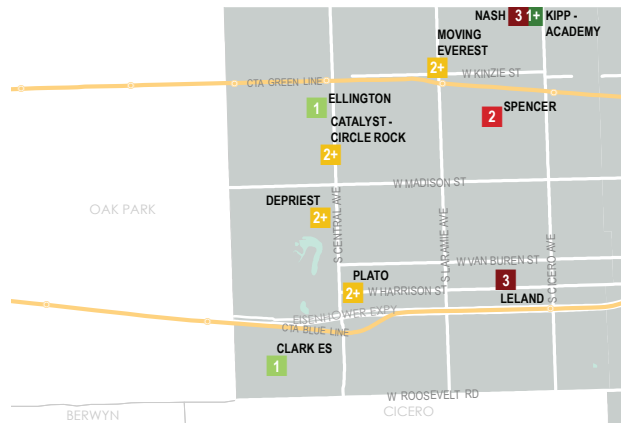 NASH 3 1+ KIPP -
ACADEMY
MOVING
EVEREST
2+
W KINZIE ST
CTA GREEN LINE
ELLINGTON
1
SPENCER
2
CATALYST -
CIRCLE ROCK
2+
W MADISON ST
OAK PARK
DEPRIEST
2+
S CENTRAL AVE
S LARAMIE AVE
S CICERO AVE
W VAN BUREN ST
PLATO
2+
W HARRISON ST
3
LELAND
EISENHOWER EXPY
CTA BLUE LINE
CLARK ES
1
W ROOSEVELT RD
BERWYN
CICERO